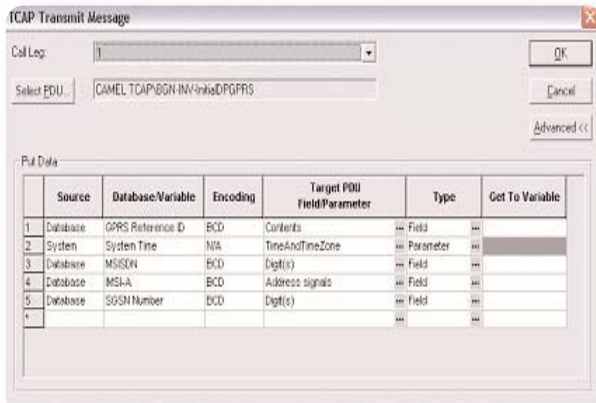 TCAP Transmit Message
Call Leg: 1
OK
Select PDU... CAMEL TCAP\BGN-INV-InitialDPGPRS
Cancel
Advanced <<
Put Data
Source Database/Variable Encoding Target PDU Field/Parameter Type Get To Variable
1 Database GPRS Reference ID BCD Contents ... Field ...
2 System System Time N/A TimeAndTimeZone ... Parameter ...
3 Database MSISDN BCD Digit(s) ... Field ...
4 Database IMSI-A BCD Address signals ... Field ...
5 Database SGSN Number BCD Digit(s) ... Field ...
* ... ...